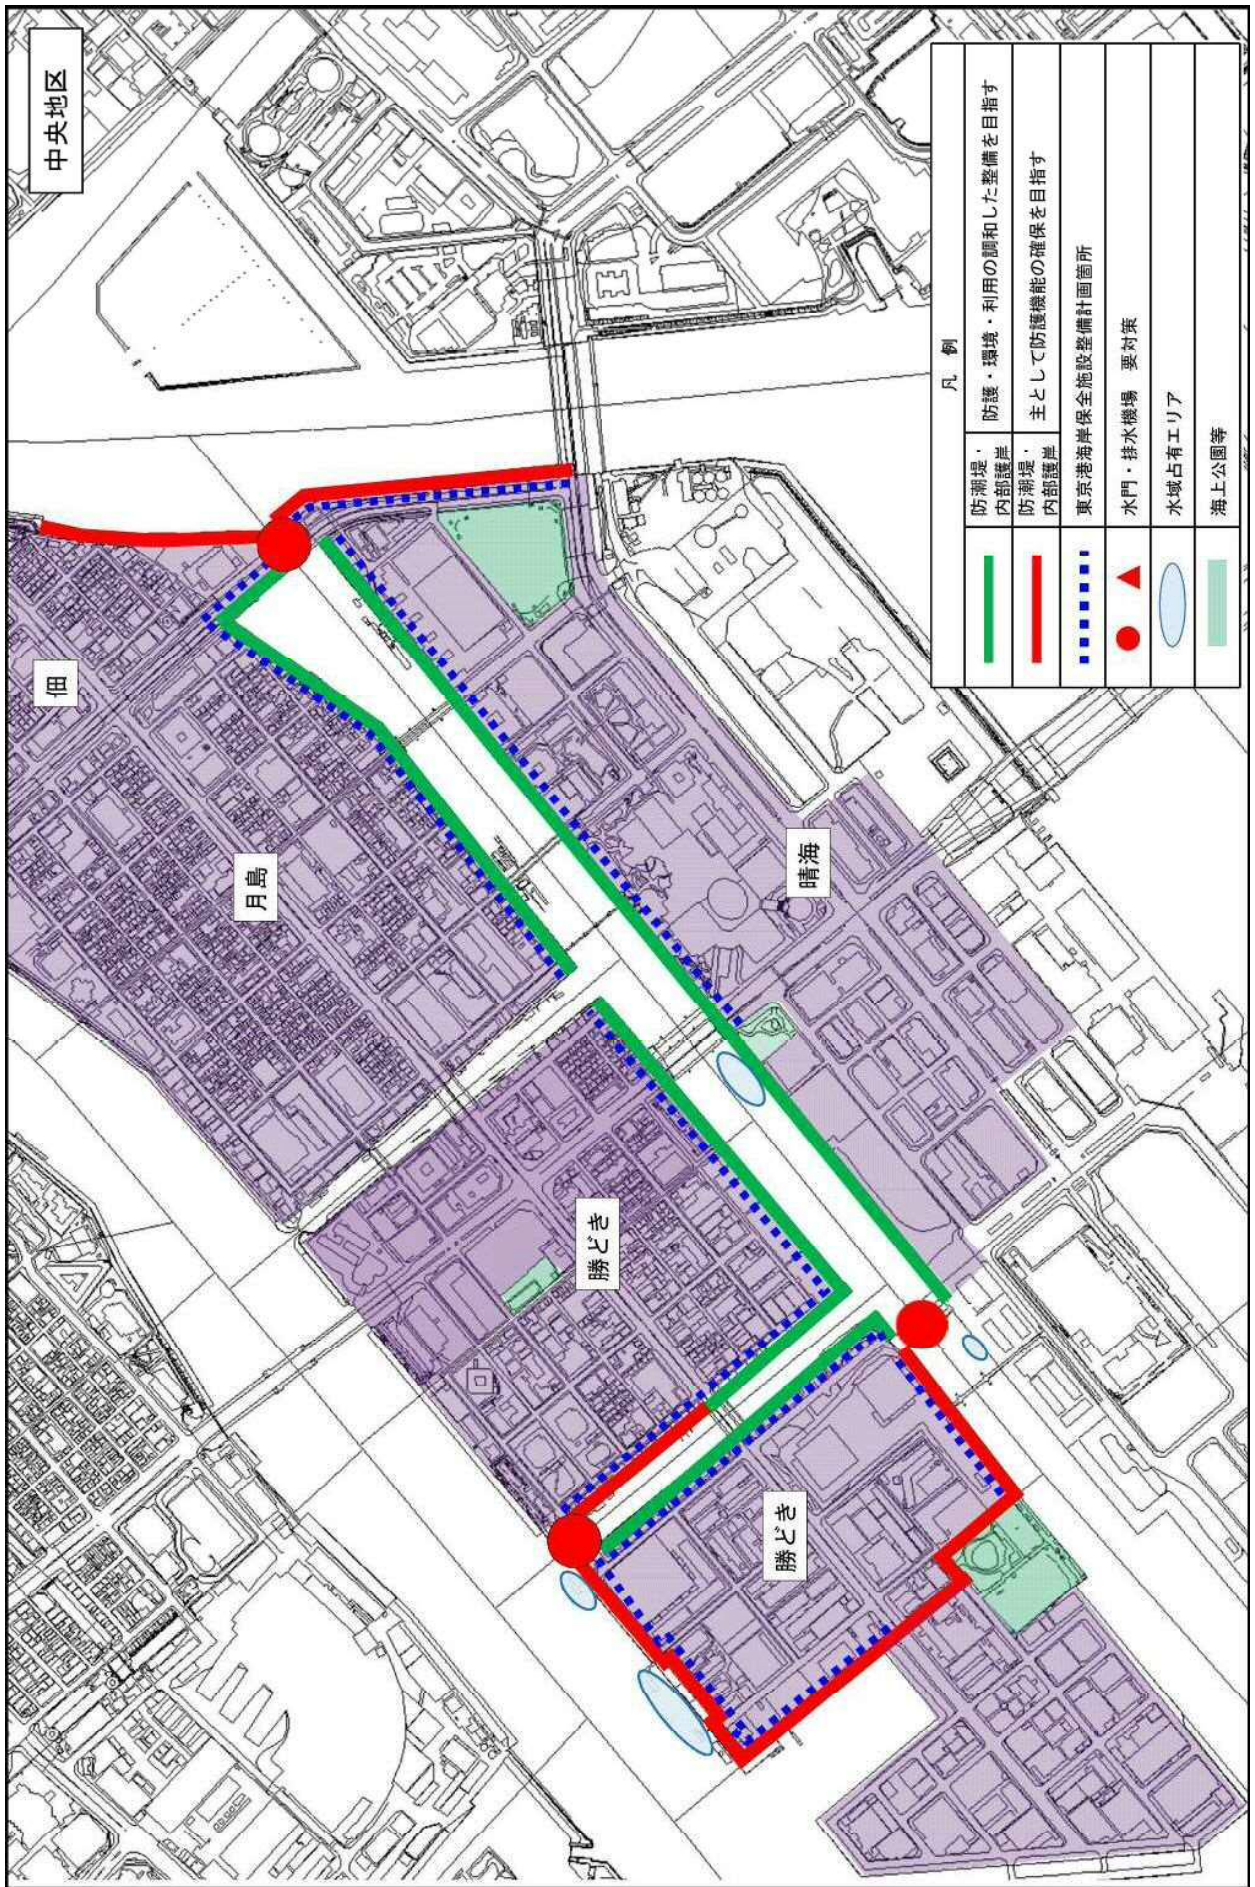 中央地区
佃
月島
晴海
勝どき
勝どき
凡 例
防潮堤・
内部護岸
防護・環境・利用の調和した整備を目指す
防潮堤・
内部護岸
主として防護機能の確保を目指す
東京港海岸保全施設整備計画箇所
水門・排水機場 要対策
水域占有エリア
海上公園等